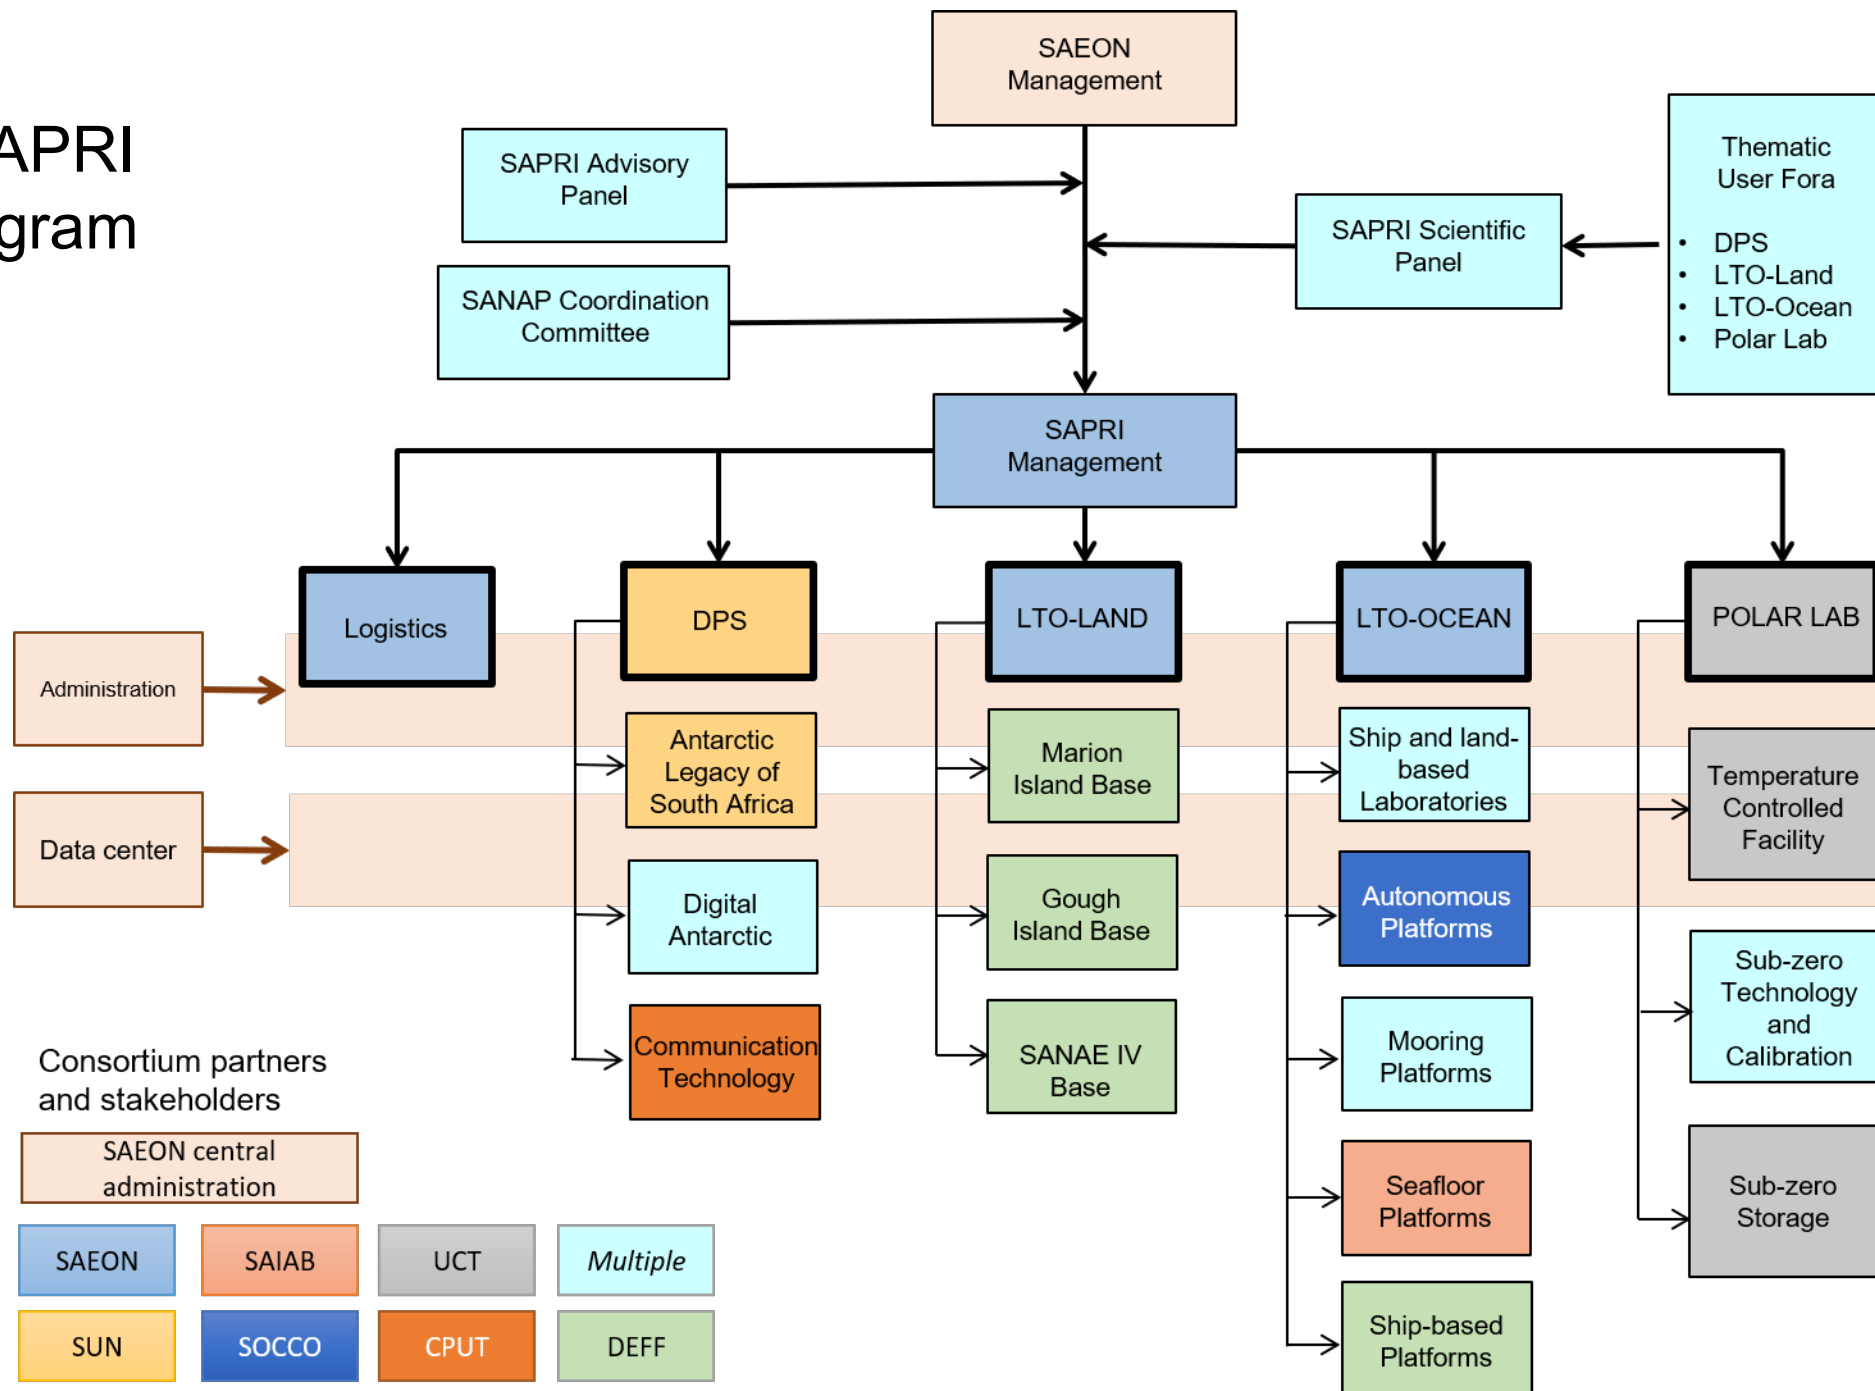 APRI
gram
SAEON
Management
SAPRI Advisory
Panel
SANAP Coordination
Committee
SAPRI Scientific
Panel
Thematic
User Fora
• DPS
• LTO-Land
• LTO-Ocean
• Polar Lab
SAPRI
Management
Logistics
DPS
LTO-LAND
LTO-OCEAN
POLAR LAB
Administration
Data center
Antarctic
Legacy of
South Africa
Digital
Antarctic
Communication
Technology
Marion
Island Base
Gough
Island Base
SANAE IV
Base
Ship and land-
based
Laboratories
Autonomous
Platforms
Mooring
Platforms
Seafloor
Platforms
Ship-based
Platforms
Temperature
Controlled
Facility
Sub-zero
Technology
and
Calibration
Sub-zero
Storage
Consortium partners
and stakeholders
SAEON central
administration
SAEON
SAIAB
UCT
Multiple
SUN
SOCCO
CPUT
DEFF